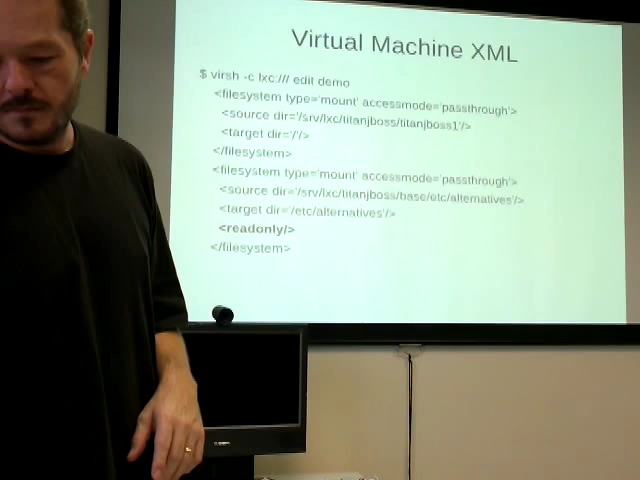 Virtual Machine XML
$ virsh -c lxc:/// edit demo
<filesystem type='mount' accessmode='passthrough'>
<source dir='/srv/lxc/titanjboss/titanjboss1'/>
<target dir='/'/>
</filesystem>
<filesystem type='mount' accessmode='passthrough'>
<source dir='/srv/lxc/titanjboss/base/etc/alternatives'/>
<target dir='/etc/alternatives'/>
<readonly/>
</filesystem>